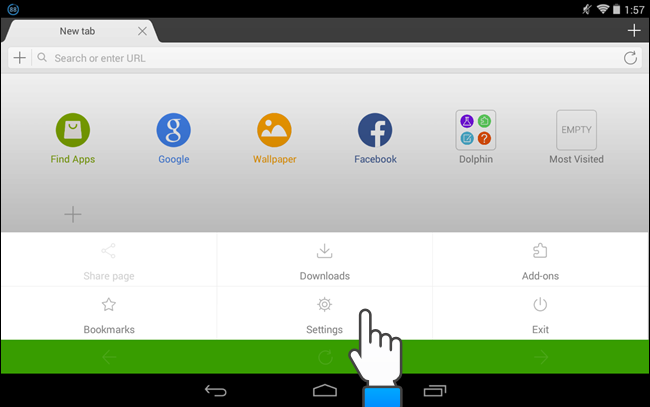 88
1:57
New tab
Search or enter URL
g
f
?
EMPTY
Find Apps
Google
Wallpaper
Facebook
Dolphin
Most Visited
Share page
Downloads
Add-ons
Bookmarks
Settings
Exit